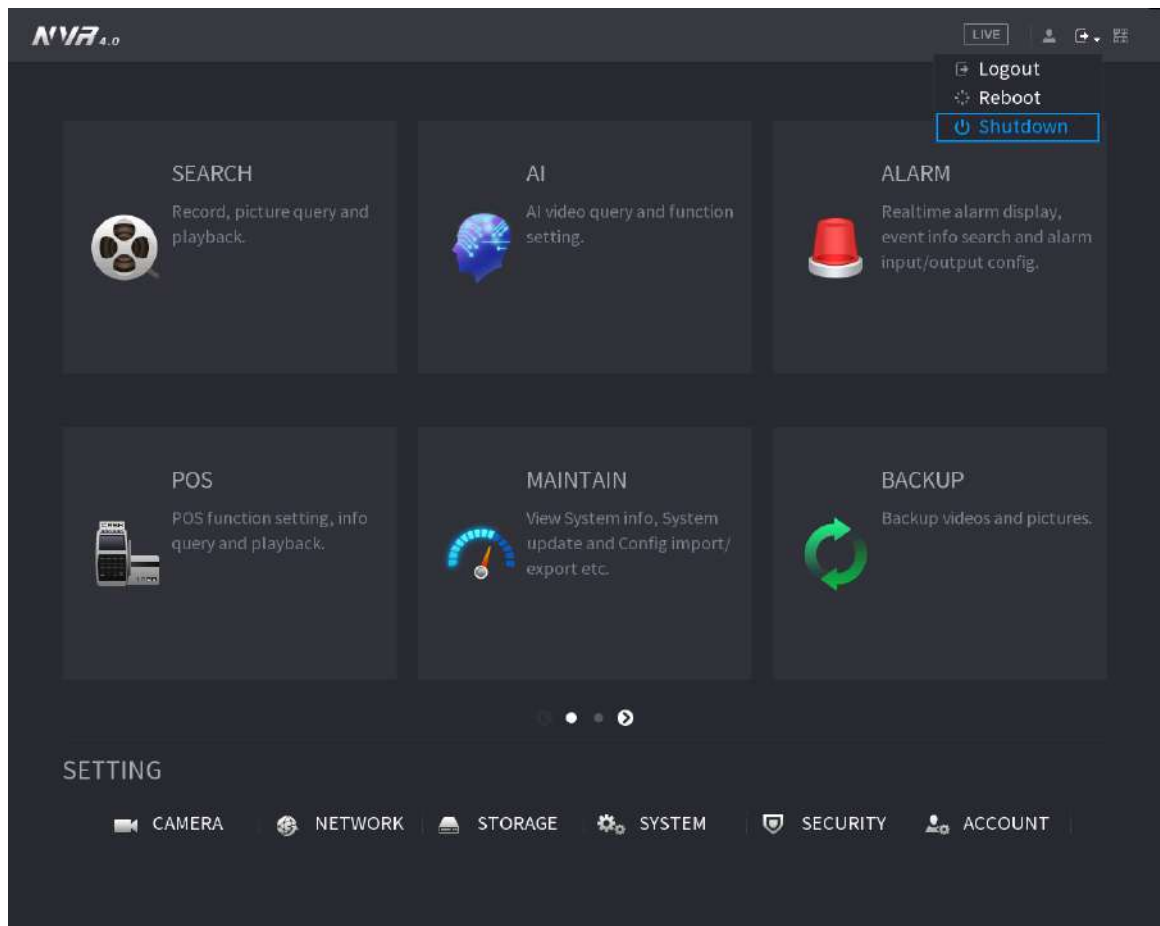 NVR 4.0
LIVE
Logout
Reboot
Shutdown
SEARCH
Record, picture query and
playback.
AI
AI video query and function
setting.
ALARM
Realtime alarm display,
event info search and alarm
input/output config.
POS
POS function setting, info
query and playback.
MAINTAIN
View System info, System
update and Config import/
export etc.
BACKUP
Backup videos and pictures.
SETTING
CAMERA
NETWORK
STORAGE
SYSTEM
SECURITY
ACCOUNT